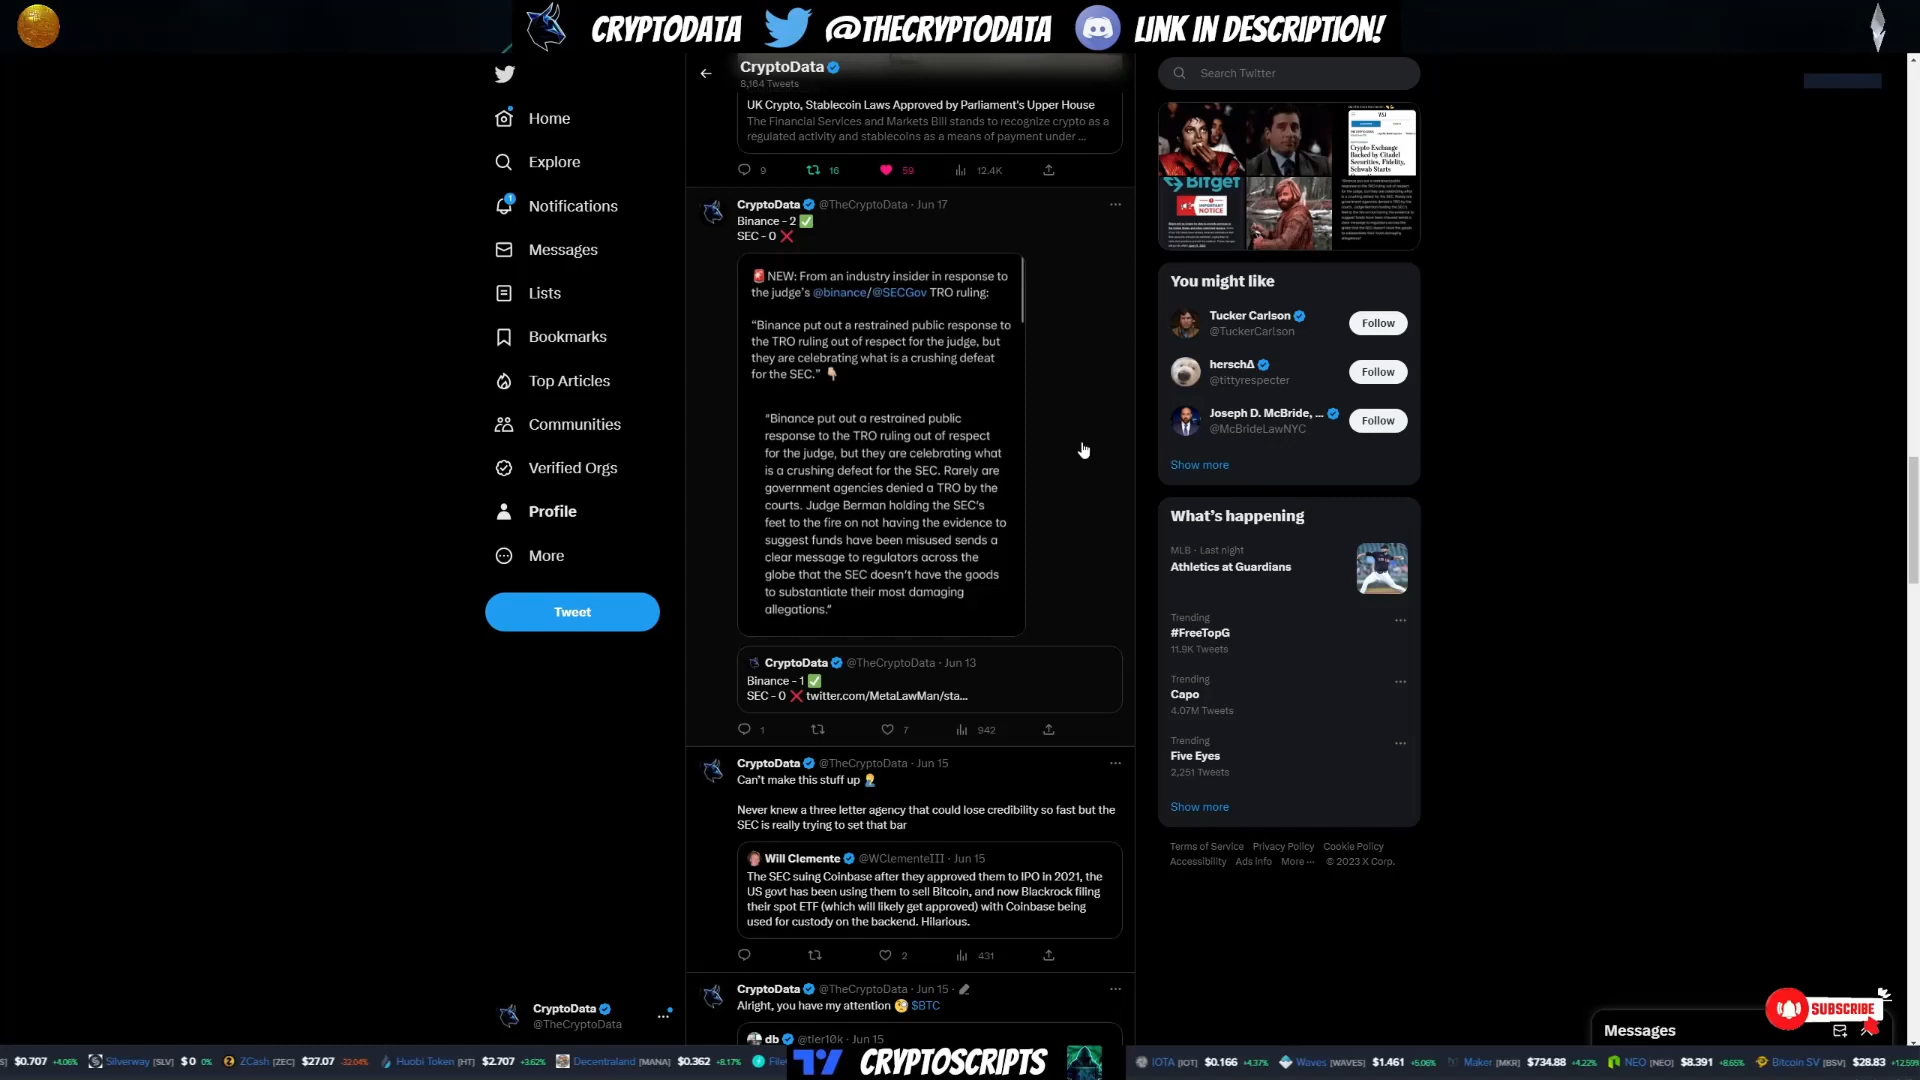 CRYPTODATA @THECRYPTODATA LINK IN DESCRIPTION!
CryptoData
8,164 Tweets
Search Twitter
Home
Explore
Notifications
1
Messages
Lists
Bookmarks
Top Articles
Communities
Verified Orgs
Profile
More
Tweet
CryptoData
@TheCryptoData
UK Crypto, Stablecoin Laws Approved by Parliament's Upper House
The Financial Services and Markets Bill stands to recognize crypto as a
regulated activity and stablecoins as a means of payment under ...
9 16 59 12.4K
CryptoData @TheCryptoData · Jun 17
Binance - 2 ✅
SEC - 0 ❌
🚨NEW: From an industry insider in response to
the judge's @binance/@SECGov TRO ruling:
“Binance put out a restrained public response to
the TRO ruling out of respect for the judge, but
they are celebrating what is a crushing defeat
for the SEC.” 👇🏼
“Binance put out a restrained public
response to the TRO ruling out of respect
for the judge, but they are celebrating what
is a crushing defeat for the SEC. Rarely are
government agencies denied a TRO by the
courts. Judge Berman holding the SEC's
feet to the fire on not having the evidence to
suggest funds have been misused sends a
clear message to regulators across the
globe that the SEC doesn't have the goods
to substantiate their most damaging
allegations.”
CryptoData @TheCryptoData · Jun 13
Binance - 1 ✅
SEC - 0 ❌ twitter.com/MetaLawMan/sta...
1 7 942
CryptoData @TheCryptoData · Jun 15
Can't make this stuff up
Never knew a three letter agency that could lose credibility so fast but the
SEC is really trying to set that bar
Will Clemente @WClementeIII · Jun 15
The SEC suing Coinbase after they approved them to IPO in 2021, the
US govt has been using them to sell Bitcoin, and now Blackrock filing
their spot ETF (which will likely get approved) with Coinbase being
used for custody on the backend. Hilarious.
2 431
CryptoData @TheCryptoData · Jun 15
Alright, you have my attention 🧐 $BTC
db @tier10k · Jun 15
WSJ
Crypto Exchange
Backed by Citadel
Securities, Fidelity,
Schwab Starts
Bitget
IMPORTANT
NOTICE
You might like
Tucker Carlson
@TuckerCarlson
Follow
herschΔ
@tittyrespecter
Follow
Joseph D. McBride, ...
@McBrideLawNYC
Follow
Show more
What's happening
MLB · Last night
Athletics at Guardians
Trending
#FreeTopG
11.9K Tweets
Trending
Capo
4.07M Tweets
Trending
Five Eyes
2,251 Tweets
Show more
Terms of Service Privacy Policy Cookie Policy
Accessibility Ads info More ··· © 2023 X Corp.
Messages
SUBSCRIBE
$0.707 +4.06% Silverway [SLV] $0 0% ZCash [ZEC] $27.07 -32.04% Huobi Token [HT] $2.707 +3.62% Decentraland [MANA] $0.362 +8.17% File
CRYPTOSCRIPTS
IOTA [IOT] $0.166 +4.37% Waves [WAVES] $1.461 +5.06% Maker [MKR] $734.88 +4.22% NEO [NEO] $8.391 +8.65% Bitcoin SV [BSV] $28.83 +12.59%